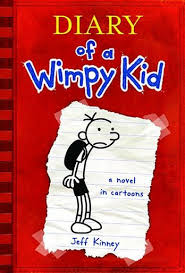 DIARY
of a
Wimpy Kid
a novel
in cartoons
Jeff Kinney